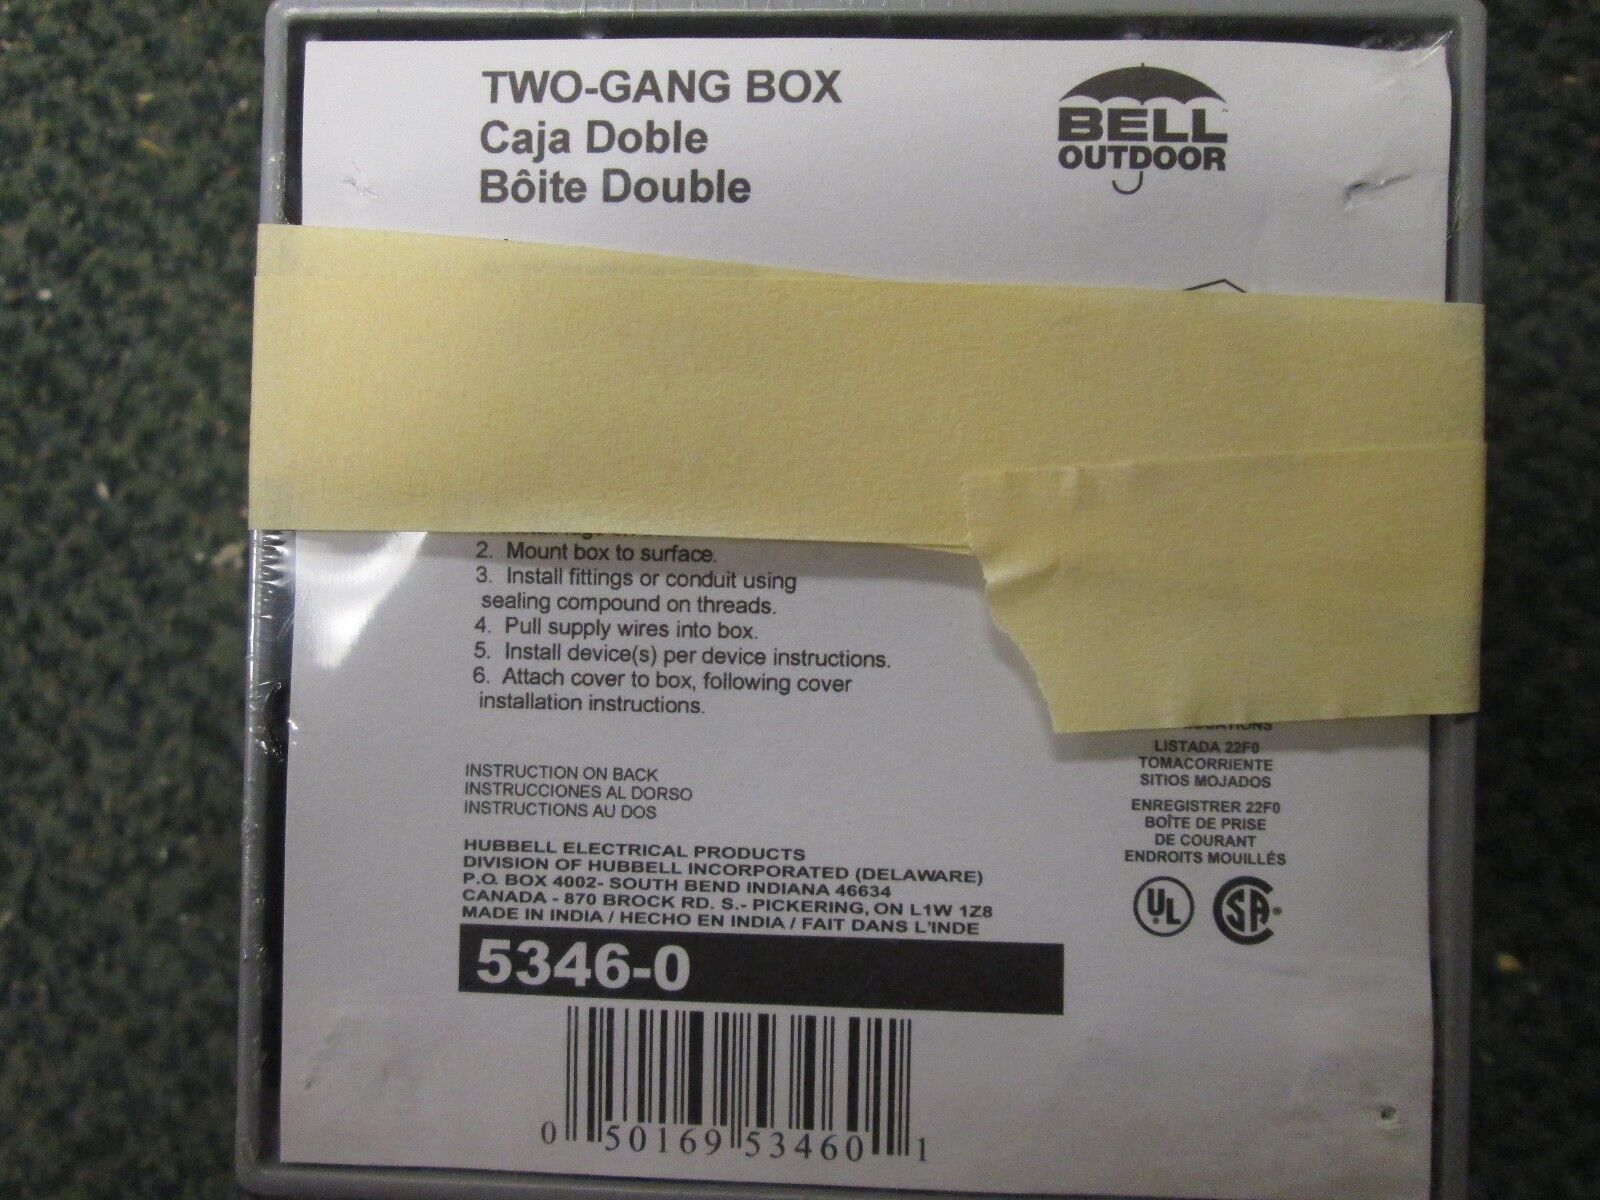 TWO-GANG BOX
Caja Doble
Bôite Double
BELL
OUTDOOR
2. Mount box to surface.
3. Install fittings or conduit using
sealing compound on threads.
4. Pull supply wires into box.
5. Install device(s) per device instructions.
6. Attach cover to box, following cover
installation instructions.
LISTADA 22F0
TOMACORRIENTE
SITIOS MOJADOS
ENREGISTRER 22F0
BOÎTE DE PRISE
DE COURANT
ENDROITS MOUILLÉS
UL
SA
INSTRUCTION ON BACK
INSTRUCCIONES AL DORSO
INSTRUCTIONS AU DOS
HUBBELL ELECTRICAL PRODUCTS
DIVISION OF HUBBELL INCORPORATED (DELAWARE)
P.O. BOX 4002- SOUTH BEND INDIANA 46634
CANADA - 870 BROCK RD. S.- PICKERING, ON L1W 1Z8
MADE IN INDIA / HECHO EN INDIA / FAIT DANS L'INDE
5346-0
0 50169 53460 1